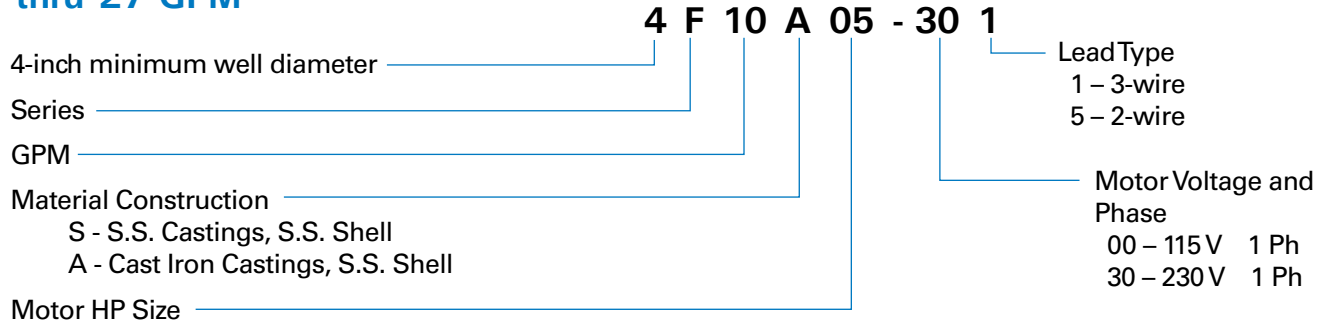 thru 27 GPM
4 F 10 A 05 - 30 1
4-inch minimum well diameter
Series
GPM
Material Construction
S - S.S. Castings, S.S. Shell
A - Cast Iron Castings, S.S. Shell
Motor HP Size
Lead Type
1 – 3-wire
5 – 2-wire
Motor Voltage and
Phase
00 – 115 V 1 Ph
30 – 230 V 1 Ph